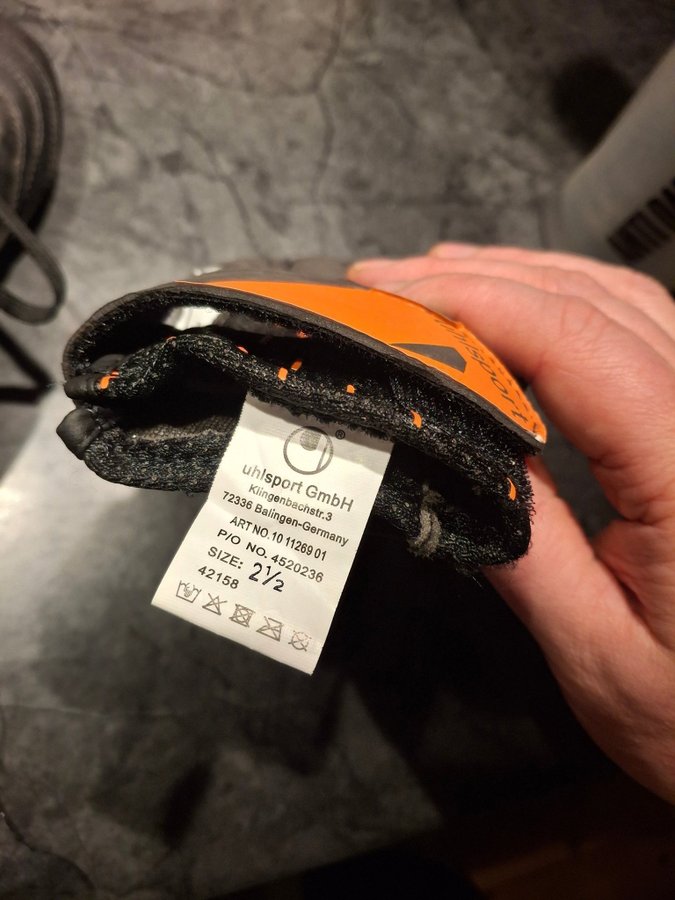 ®
uhlsport GmbH
Klingenbachstr.3
72336 Balingen-Germany
ART NO. 10 11269 01
P/O NO. 4520236
SIZE: 2½
42158